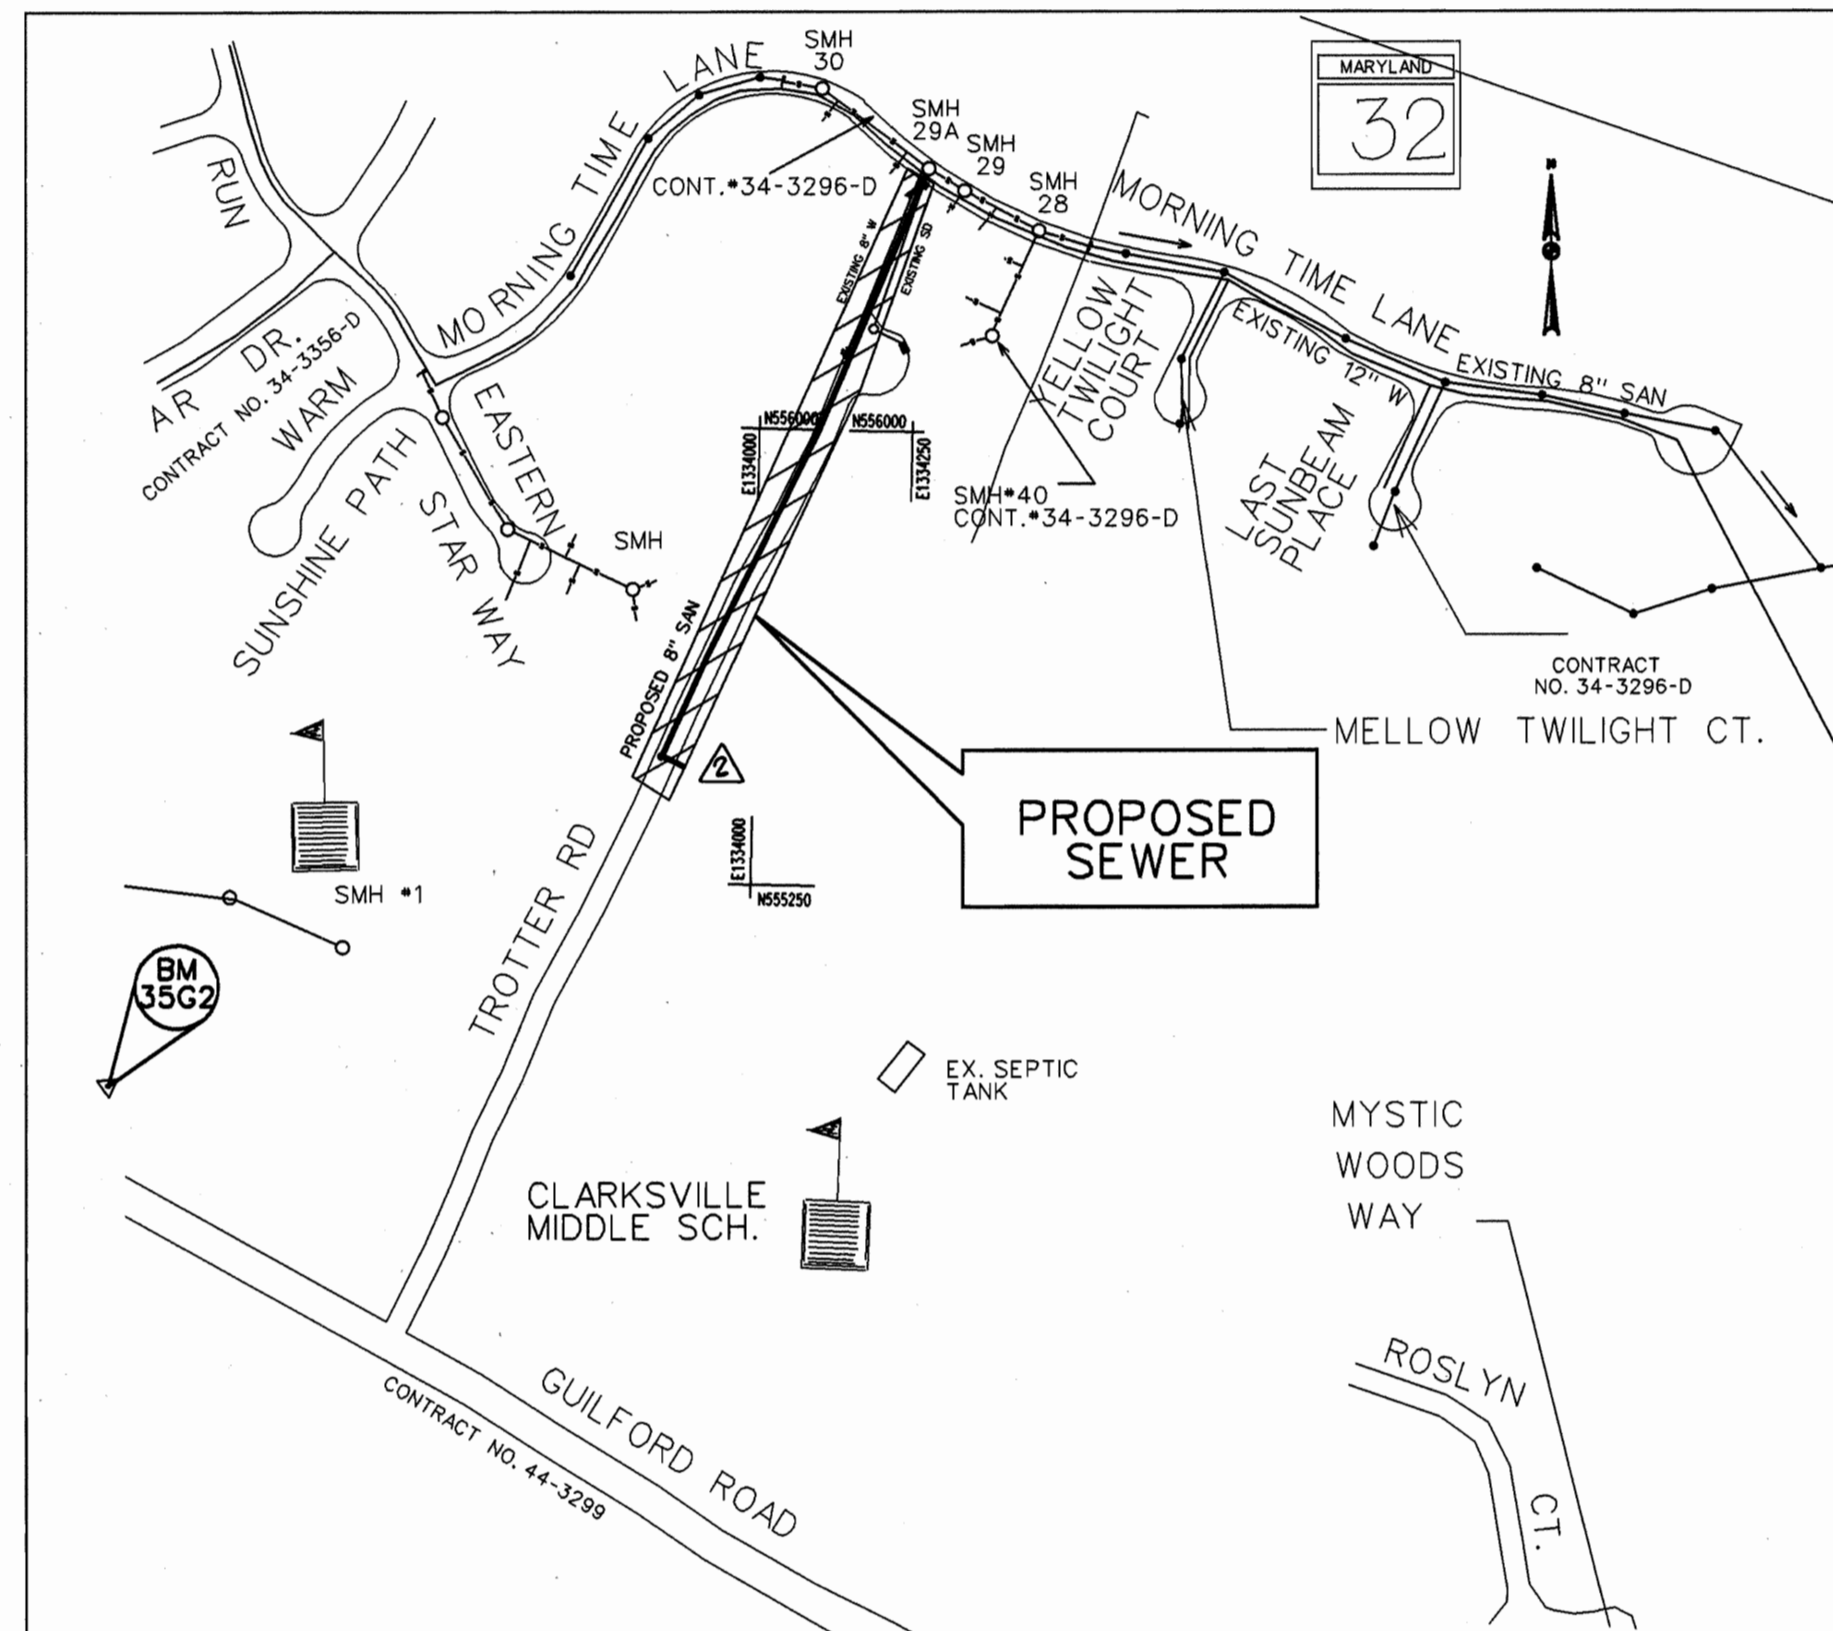 SMH
30
MORNING TIME LANE
SMH
29A
SMH
29
SMH
28
CONT.#34-3296-D
MARYLAND
32
MORNING TIME LANE
RUN
EXISTING 8" W
EXISTING SD
AR DR.
CONTRACT NO. 34-3356-D
WARM
SUNSHINE PATH
EASTERN
STAR WAY
SMH
N556000
E1334000
N556000
E1334250
YELLOW
TWILIGHT
COURT
EXISTING 12" W
EXISTING 8" SAN
SMH#40
CONT.#34-3296-D
LAST
SUNBEAM
PLACE
CONTRACT
NO. 34-3296-D
MELLOW TWILIGHT CT.
PROPOSED 8" SAN
2
PROPOSED
SEWER
E1334000
N555250
SMH #1
BM
35G2
TROTTER RD
EX. SEPTIC
TANK
CLARKSVILLE
MIDDLE SCH.
MYSTIC
WOODS
WAY
GUILFORD ROAD
CONTRACT NO. 44-3299
ROSLYN
CT.